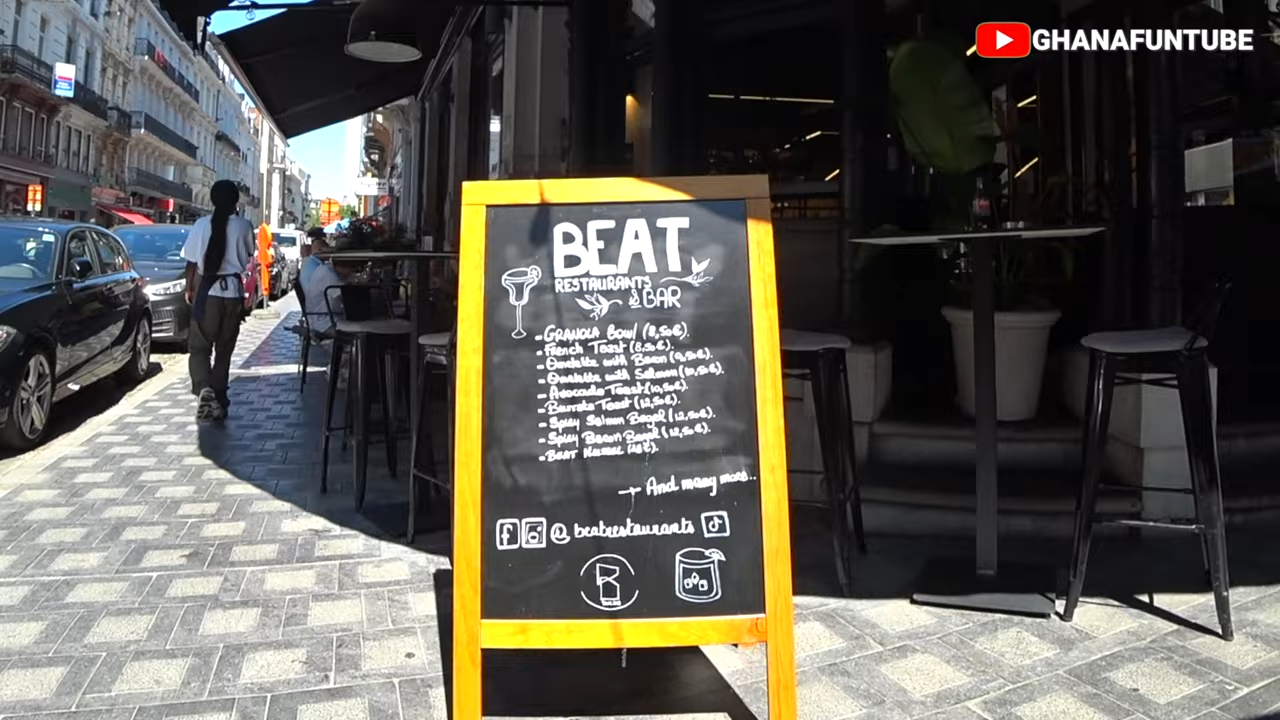 GHANAFUNTUBE
BEAT
RESTAURANTS
& BAR
- GRANOLA BOWL (8,50€).
- FRENCH TOAST (8,50€).
- Omelette with Bacon (9,50€).
- Omelette with Salmon (10,50€).
- Avocado Toast (10,50€).
- Burrata Toast (12,50€).
- Spicy Salmon Bagel (12,50€).
- Spicy Bacon Bagel (12,50€).
- BEAT
→ And many more..
@ beatrestaurants